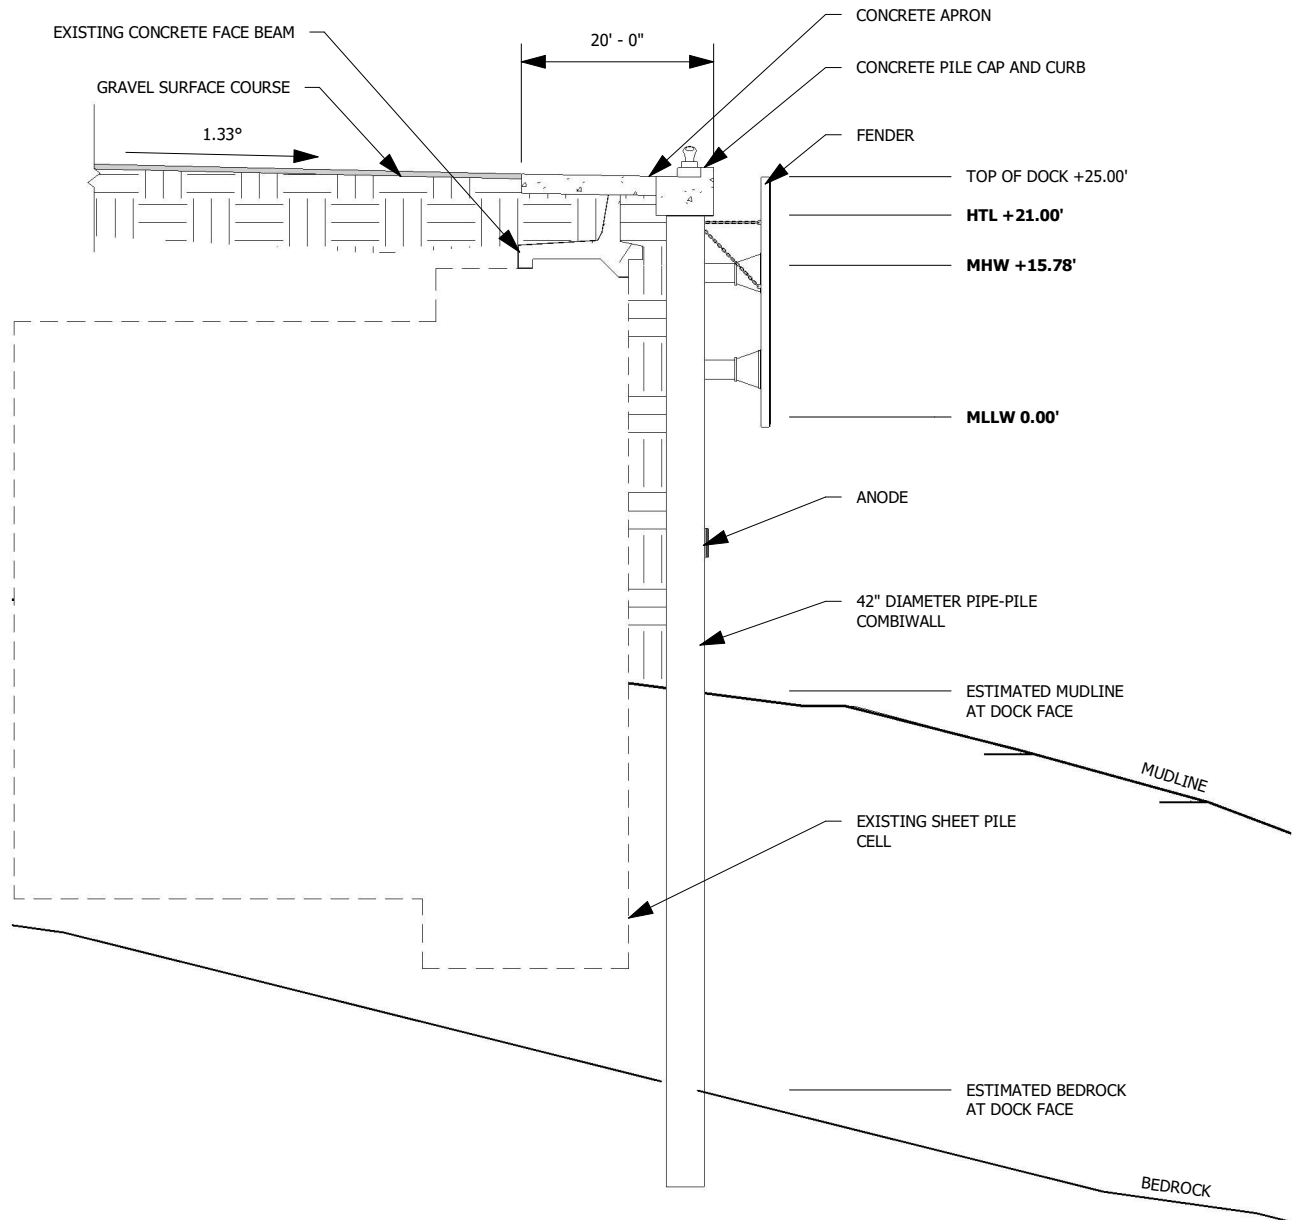 CONCRETE APRON
EXISTING CONCRETE FACE BEAM
20' - 0"
CONCRETE PILE CAP AND CURB
GRAVEL SURFACE COURSE
1.33°
FENDER
TOP OF DOCK +25.00'
HTL +21.00'
MHW +15.78'
MLLW 0.00'
ANODE
42" DIAMETER PIPE-PILE
COMBIWALL
ESTIMATED MUDLINE
AT DOCK FACE
MUDLINE
EXISTING SHEET PILE
CELL
ESTIMATED BEDROCK
AT DOCK FACE
BEDROCK